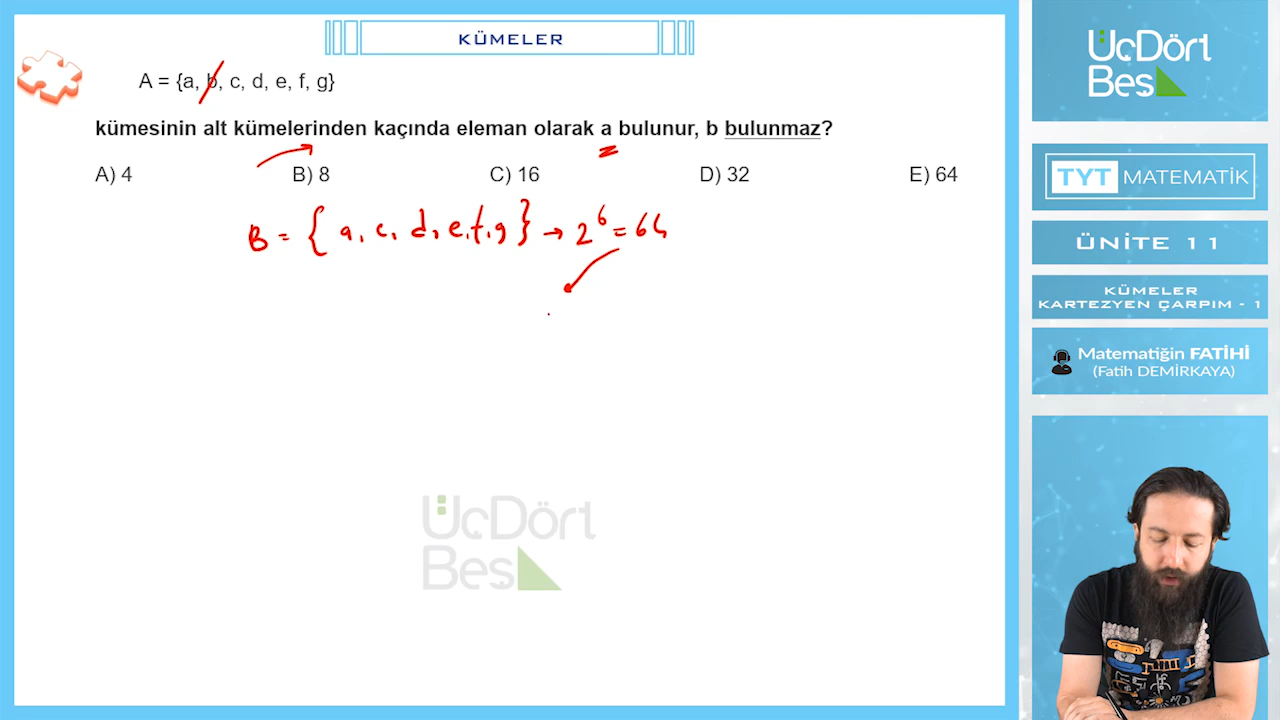 KÜMELER
A = {a, b, c, d, e, f, g}
kümesinin alt kümelerinden kaçında eleman olarak a bulunur, b bulunmaz?
A) 4
B) 8
C) 16
D) 32
E) 64
B = { a, c, d, e, f, g } → 2⁶ = 64
ÜçDört
Beş
ÜçDört
Beş
TYT MATEMATİK
ÜNİTE 11
KÜMELER
KARTEZYEN ÇARPIM - 1
Matematiğin FATİHİ
(Fatih DEMİRKAYA)